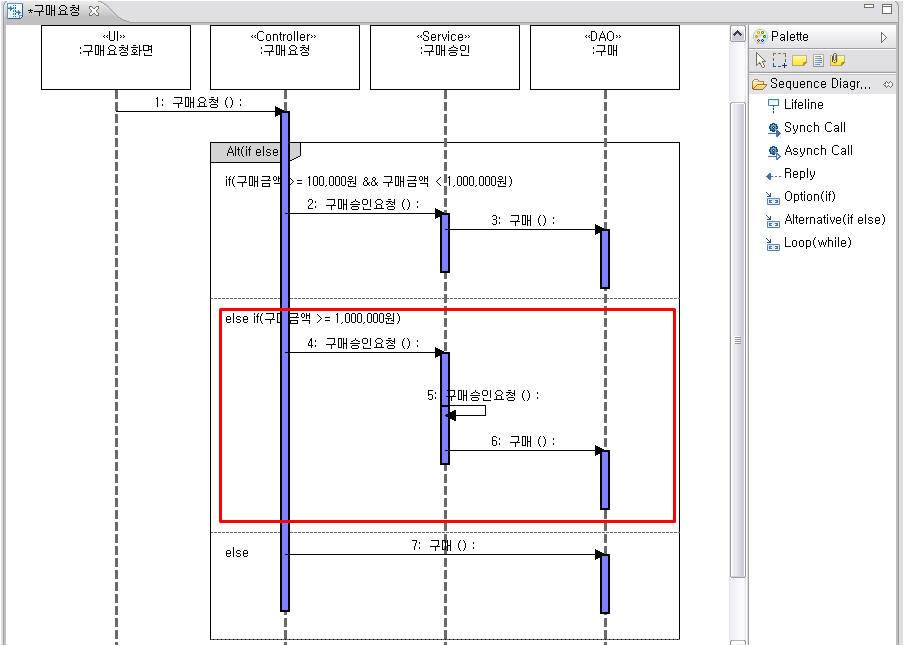 *구매요청
«UI»
:구매요청화면
«Controller»
:구매요청
«Service»
:구매승인
«DAO»
:구매
1: 구매요청 () :
Alt(if else)
if(구매금액 >= 100,000원 && 구매금액 < 1,000,000원)
2: 구매승인요청 () :
3: 구매 () :
else if(구매금액 >= 1,000,000원)
4: 구매승인요청 () :
5: 구매승인요청 () :
6: 구매 () :
else
7: 구매 () :
Palette
Sequence Diagr...
Lifeline
Synch Call
Asynch Call
Reply
Option(if)
Alternative(if else)
Loop(while)